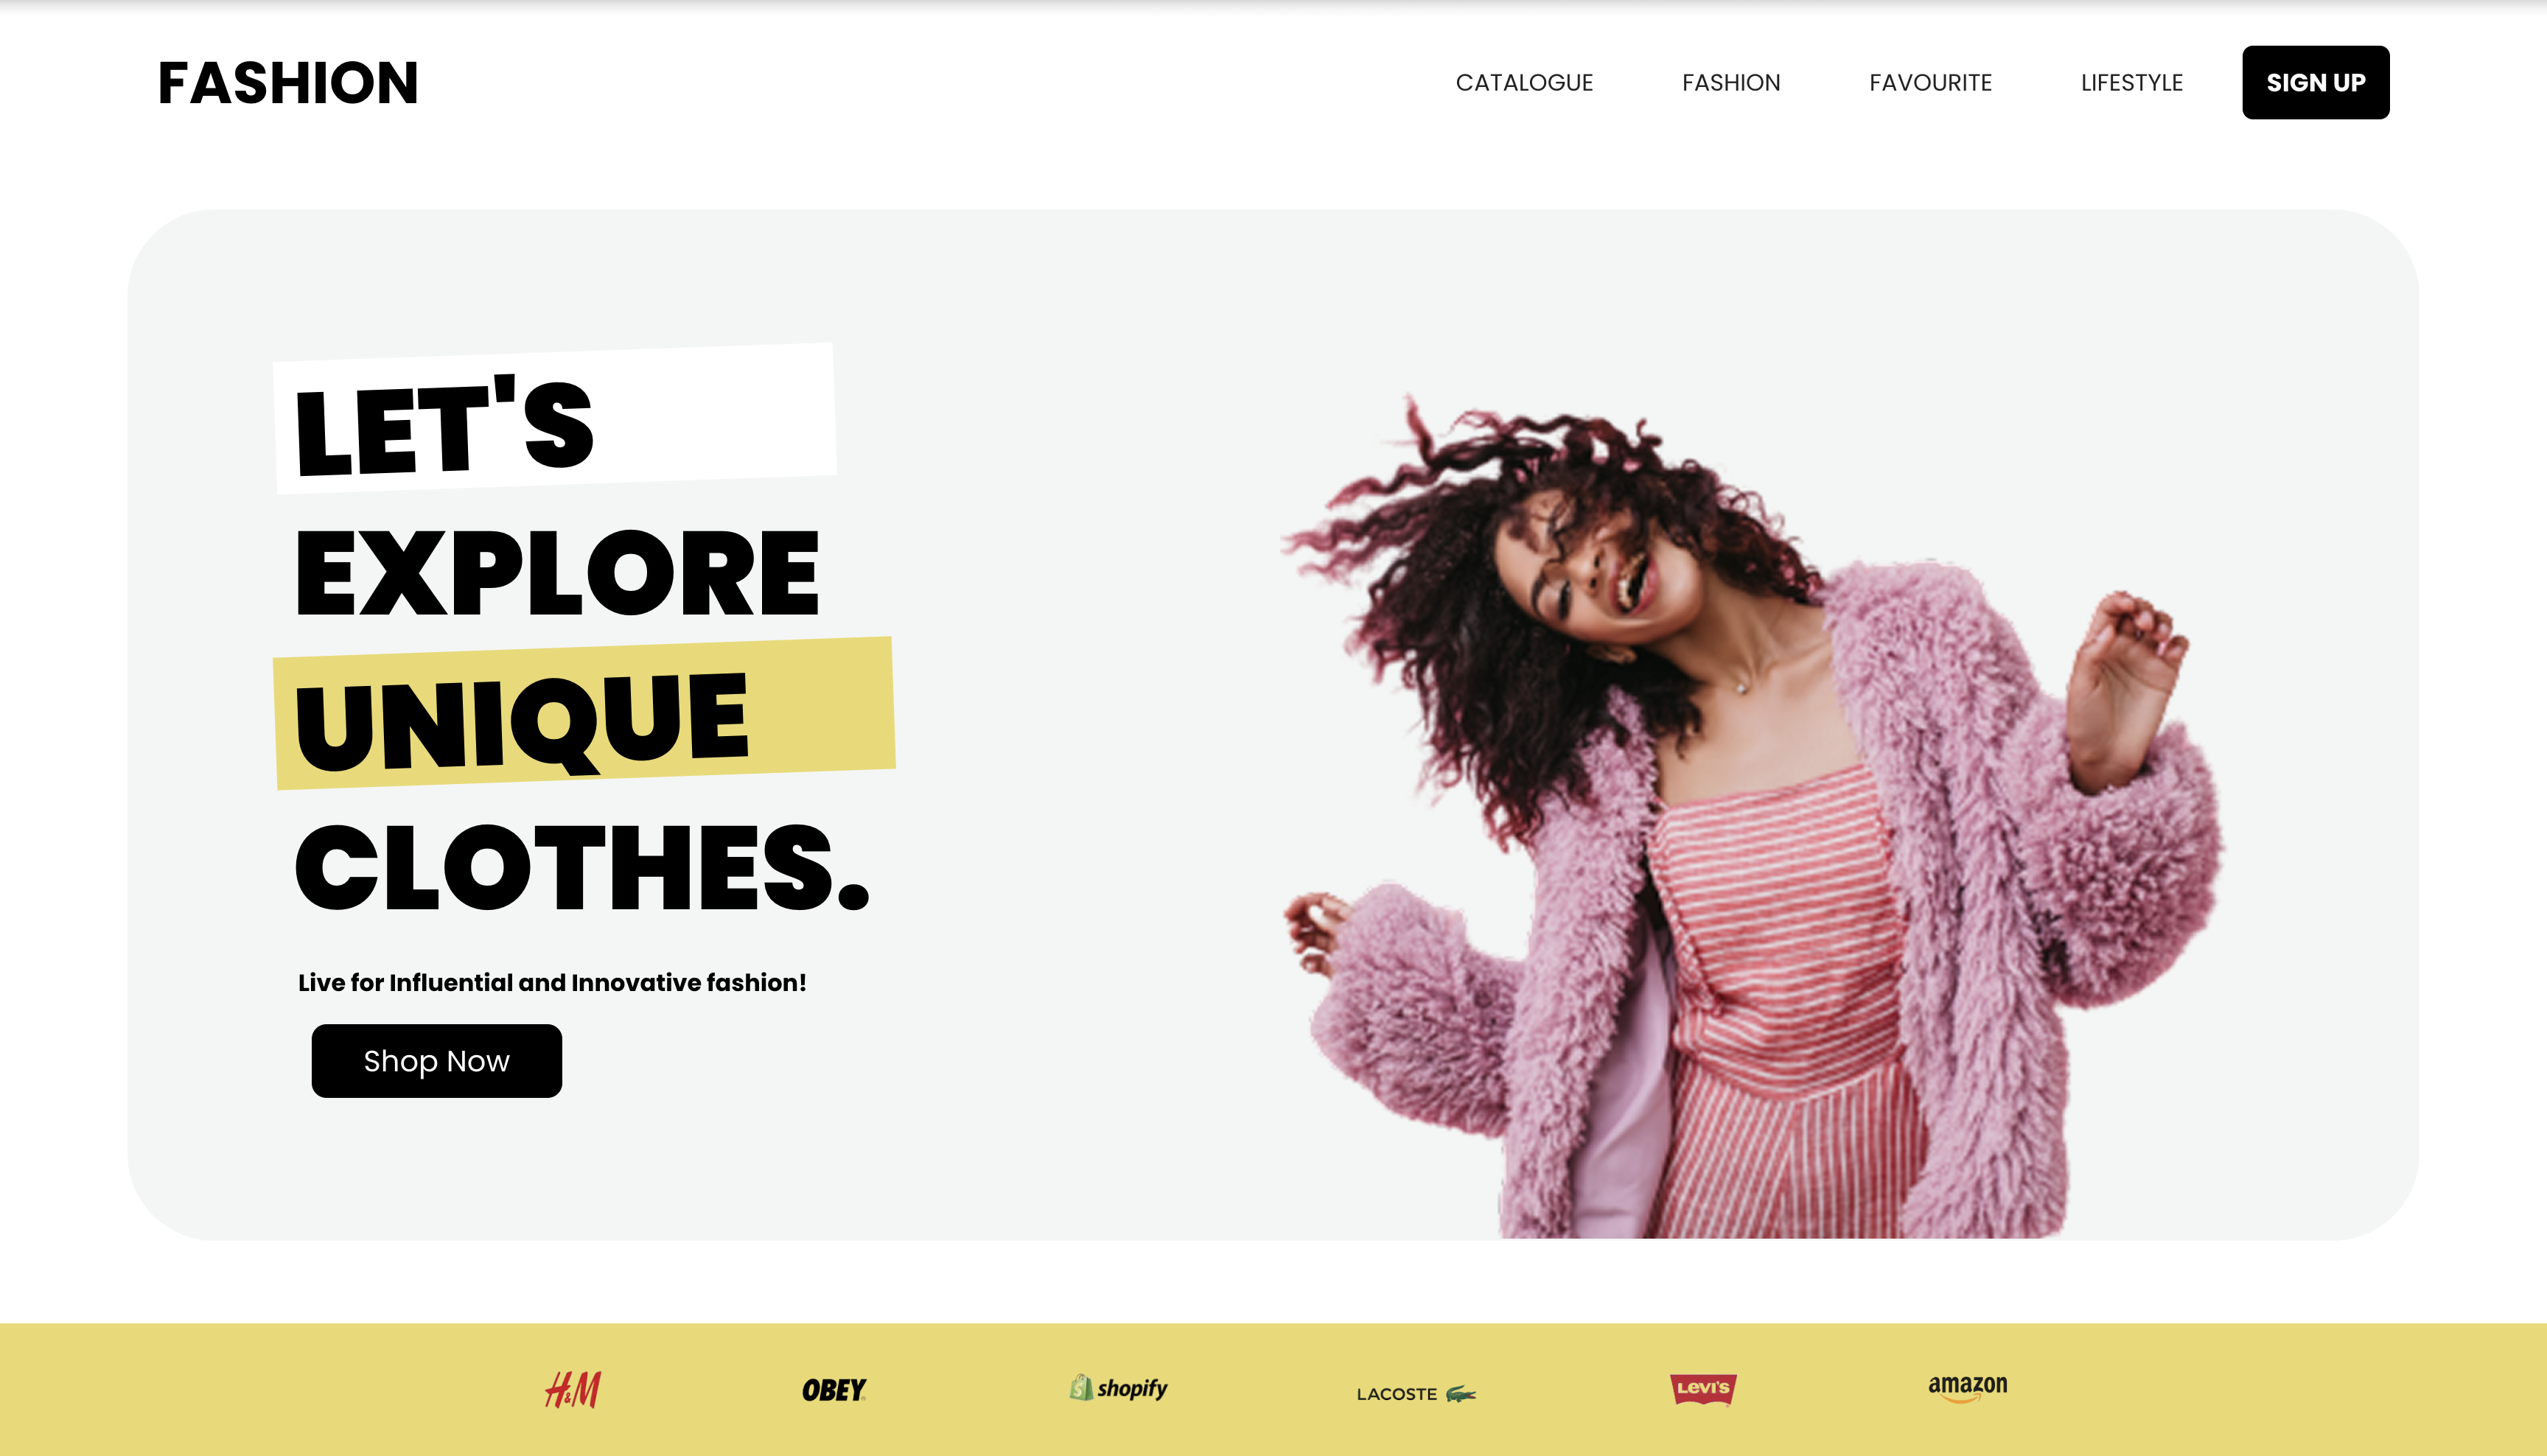 FASHION
CATALOGUE FASHION FAVOURITE LIFESTYLE SIGN UP
LET'S
EXPLORE
UNIQUE
CLOTHES.
Live for Influential and Innovative fashion!
Shop Now
H&M OBEY shopify LACOSTE Levi's amazon